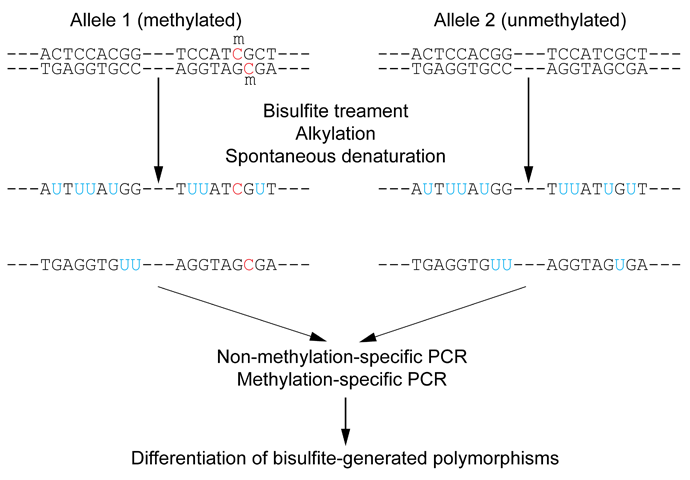 Allele 1 (methylated) Allele 2 (unmethylated)
m
---ACTCCACGG---TCCATCGCT--- ---ACTCCACGG---TCCATCGCT---
---TGAGGTGCC---AGGTAGCGA--- ---TGAGGTGCC---AGGTAGCGA---
m
Bisulfite treament
Alkylation
Spontaneous denaturation
---AUTUUAUGG---TUUATCGUT--- ---AUTUUAUGG---TUUATUGUT---
---TGAGGTGUU---AGGTAGCGA--- ---TGAGGTGUU---AGGTAGUGA---
Non-methylation-specific PCR
Methylation-specific PCR
Differentiation of bisulfite-generated polymorphisms